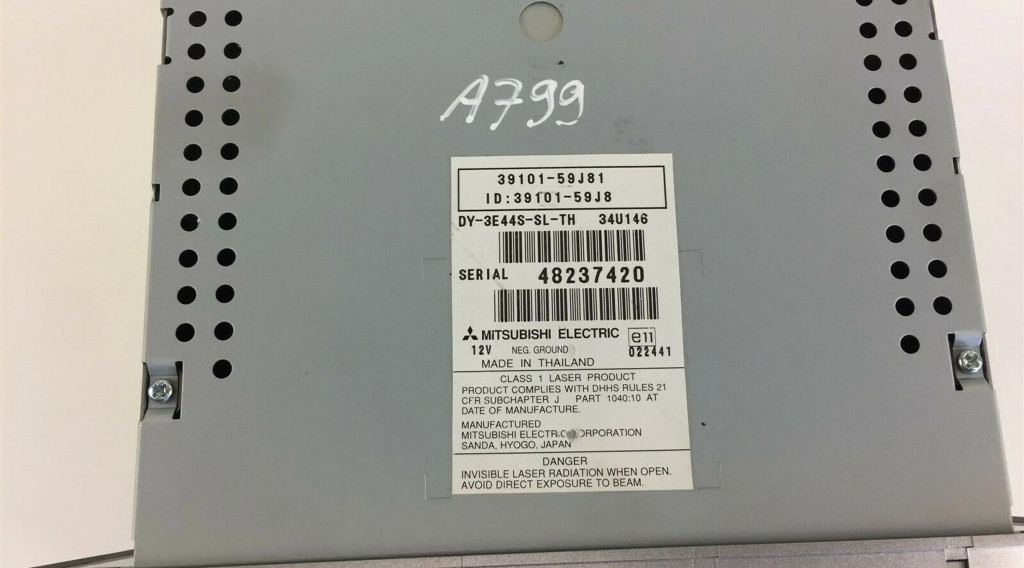 A799
39101-59J81
ID:39101-59J8
DY-3E44S-SL-TH 34U146
SERIAL 48237420
MITSUBISHI ELECTRIC e11
12V NEG. GROUND 022441
MADE IN THAILAND
CLASS 1 LASER PRODUCT
PRODUCT COMPLIES WITH DHHS RULES 21
CFR SUBCHAPTER J PART 1040:10 AT
DATE OF MANUFACTURE.
MANUFACTURED
MITSUBISHI ELECTRIC CORPORATION
SANDA, HYOGO, JAPAN
DANGER
INVISIBLE LASER RADIATION WHEN OPEN.
AVOID DIRECT EXPOSURE TO BEAM.